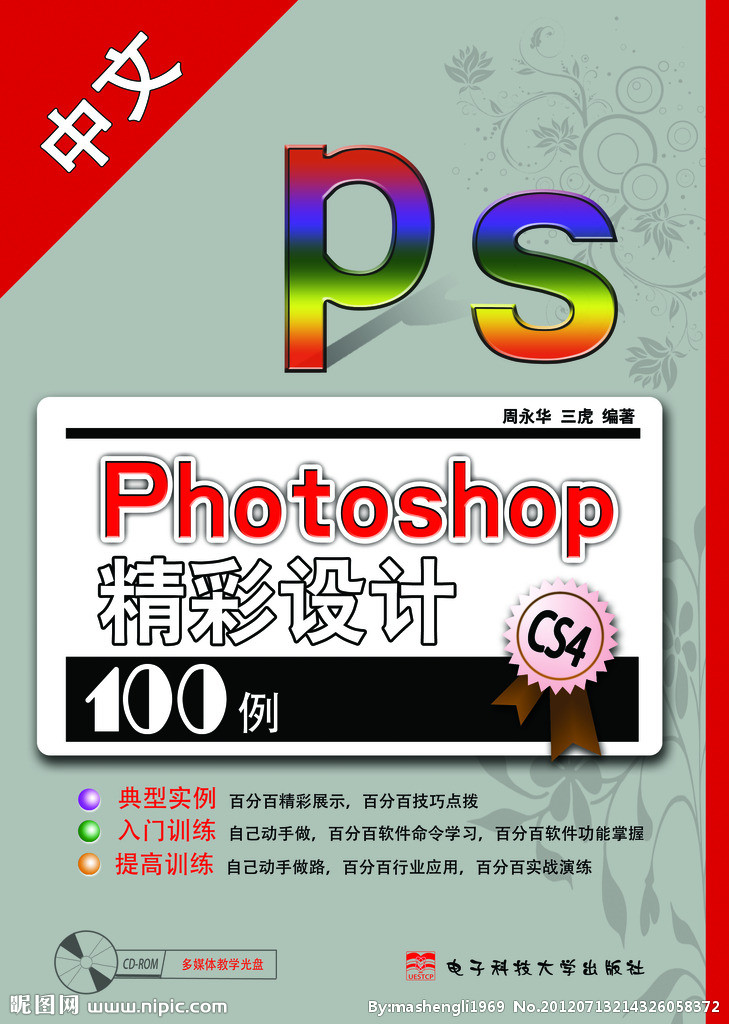 中文
ps
周永华 三虎 编著
Photoshop
精彩设计
CS4
100例
典型实例 百分百精彩展示，百分百技巧点拨
入门训练 自己动手做，百分百软件命令学习，百分百软件功能掌握
提高训练 自己动手做路，百分百行业应用，百分百实战演练
CD-ROM 多媒体教学光盘
UESTCP 电子科技大学出版社
昵图网 www.nipic.com By:mashengli1969 No.20120713214326058372